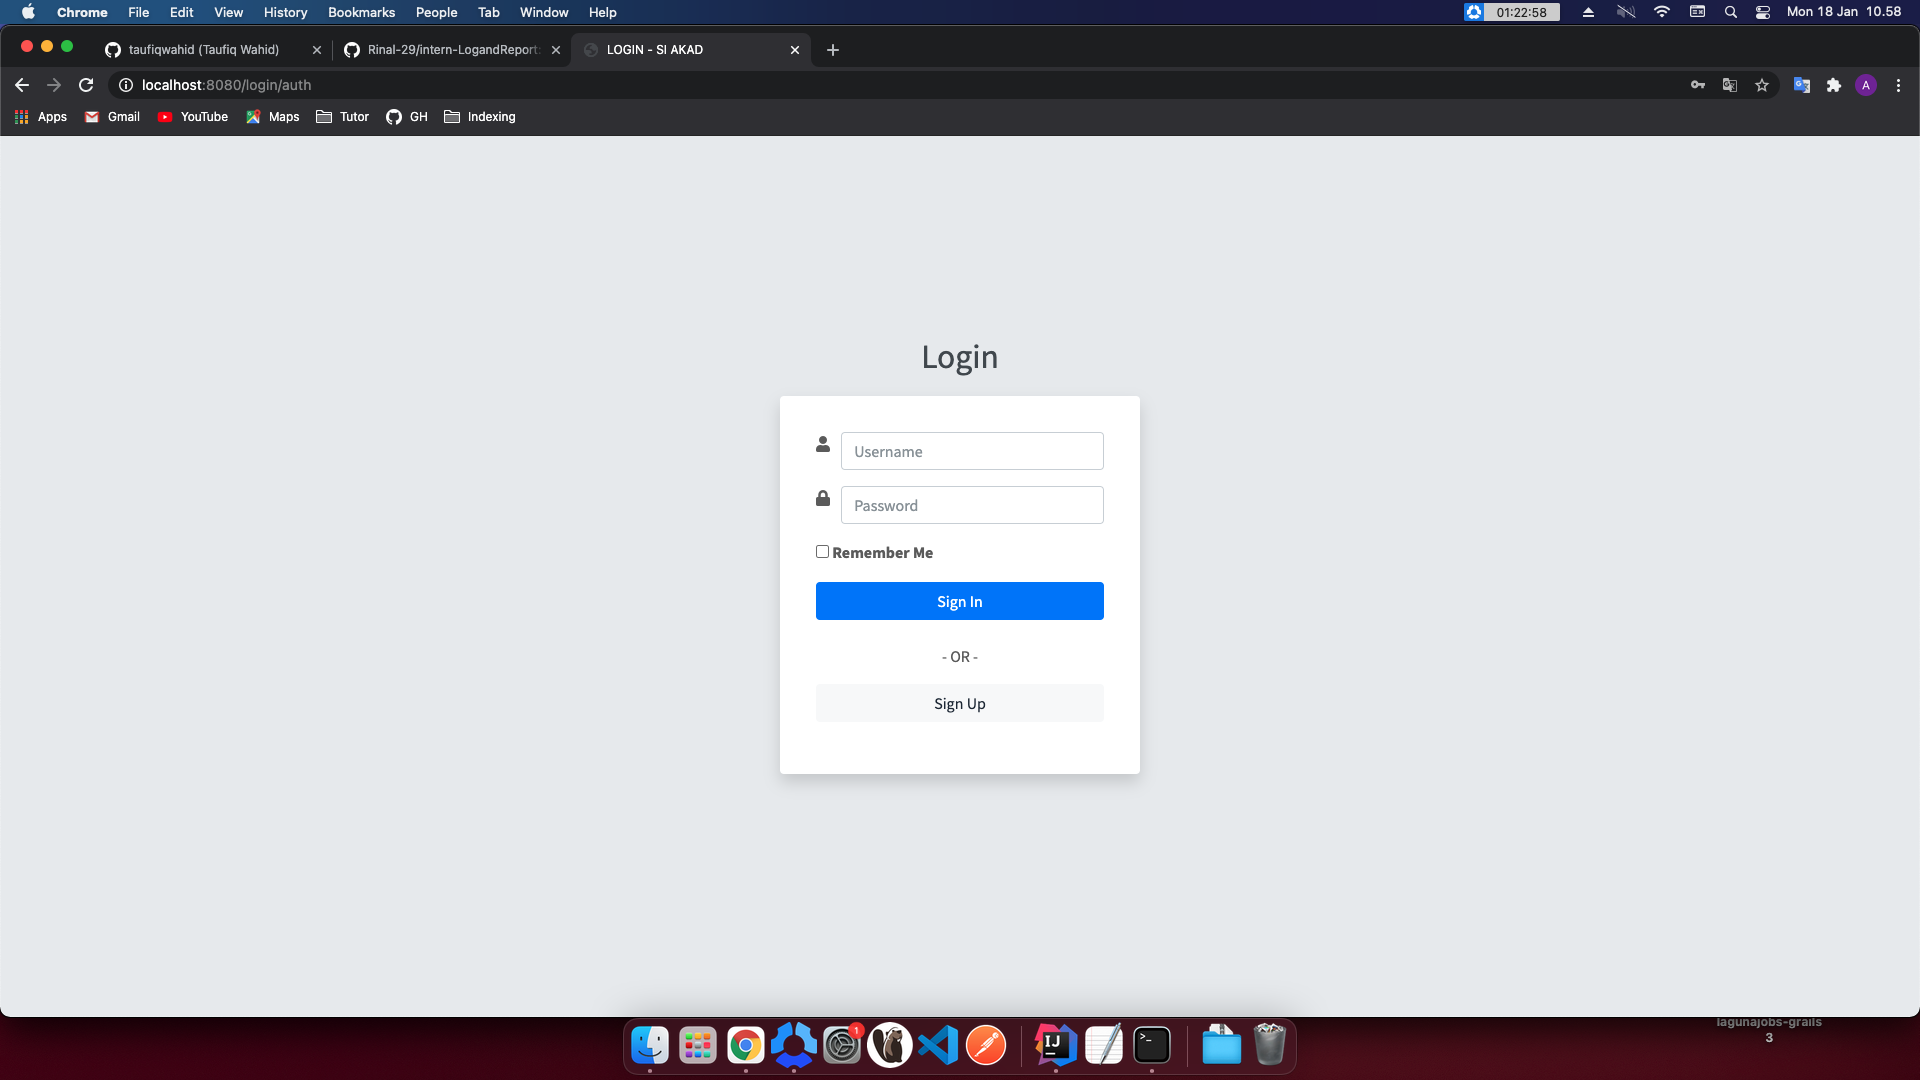 Chrome File Edit View History Bookmarks People Tab Window Help 01:22:58 Mon 18 Jan 10.58
taufiqwahid (Taufiq Wahid) Rinal-29/intern-LogandReport LOGIN - SI AKAD
localhost:8080/login/auth A
Apps Gmail YouTube Maps Tutor GH Indexing
Login
Username
Password
Remember Me
Sign In
- OR -
Sign Up
lagunajobs-grails
3
1
IJ
>_